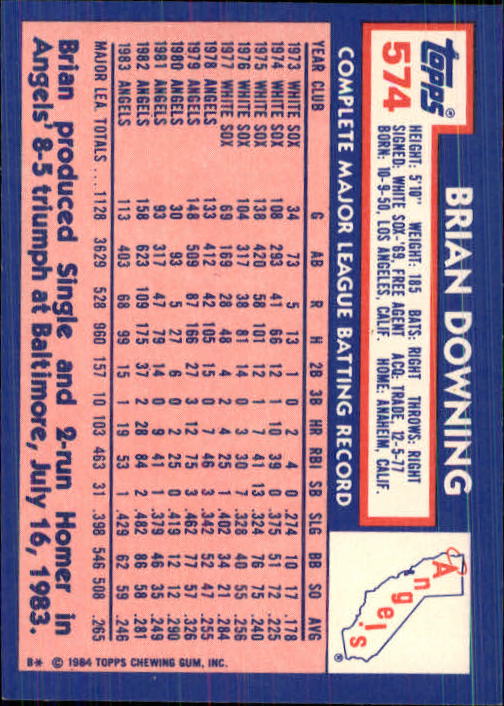 topps®
574
BRIAN DOWNING
HEIGHT: 5'10" WEIGHT: 185 BATS: RIGHT THROWS: RIGHT
SIGNED: WHITE SOX-'69, FREE AGENT ACQ: TRADE, 12-5-77
BORN: 10-9-50, LOS ANGELES, CALIF. HOME: ANAHEIM, CALIF.
Angels ®
COMPLETE MAJOR LEAGUE BATTING RECORD
YEAR CLUB G AB R H 2B 3B HR RBI SB SLG BB SO AVG
1973 WHITE SOX 34 73 5 13 1 0 2 4 0 .274 10 17 .178
1974 WHITE SOX 108 293 41 66 12 1 10 39 0 .375 51 72 .225
1975 WHITE SOX 138 420 58 101 12 1 7 41 13 .324 76 75 .240
1976 WHITE SOX 104 317 38 81 14 0 3 30 7 .328 40 55 .256
1977 WHITE SOX 69 169 28 48 4 2 4 25 1 .402 34 21 .284
1978 ANGELS 133 412 42 105 15 0 7 46 3 .342 52 47 .255
1979 ANGELS 148 509 87 166 27 3 12 75 3 .462 77 57 .326
1980 ANGELS 30 93 5 27 6 0 2 25 0 .419 12 12 .290
1981 ANGELS 93 317 47 79 14 0 9 41 1 .379 46 35 .249
1982 ANGELS 158 623 109 175 37 2 28 84 2 .482 86 58 .281
1983 ANGELS 113 403 68 99 15 1 19 53 1 .429 62 59 .246
MAJOR LEA. TOTALS .... 1128 3629 528 960 157 10 103 463 31 .398 546 508 .265
Brian produced Single and 2-run Homer in
Angels' 8-5 triumph at Baltimore, July 16, 1983.
B* © 1984 TOPPS CHEWING GUM, INC.